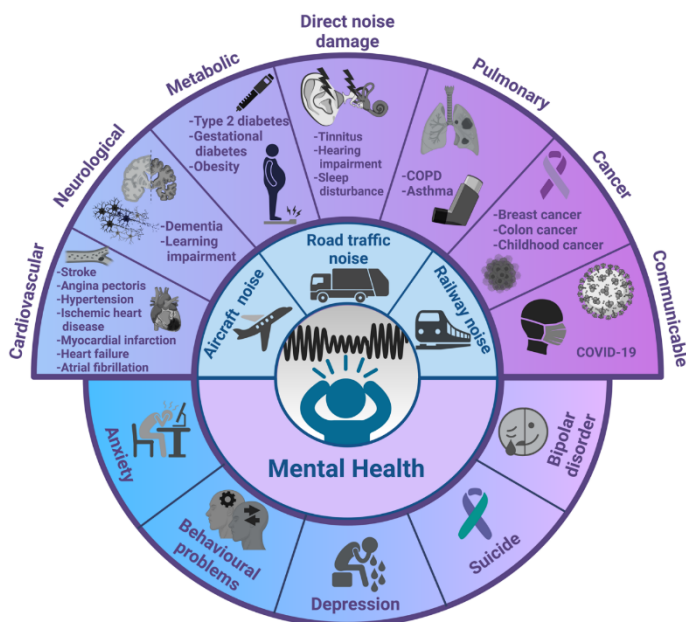 Direct noise
damage
Metabolic
Pulmonary
Neurological
Cancer
Cardiovascular
Communicable
-Type 2 diabetes
-Gestational
diabetes
-Obesity
-Tinnitus
-Hearing
impairment
-Sleep
disturbance
-COPD
-Asthma
-Dementia
-Learning
impairment
-Breast cancer
-Colon cancer
-Childhood cancer
-Stroke
-Angina pectoris
-Hypertension
-Ischemic heart
disease
-Myocardial infarction
-Heart failure
-Atrial fibrillation
COVID-19
Aircraft noise
Road traffic
noise
Railway noise
Mental Health
Anxiety
Behavioural
problems
Depression
Suicide
Bipolar
disorder